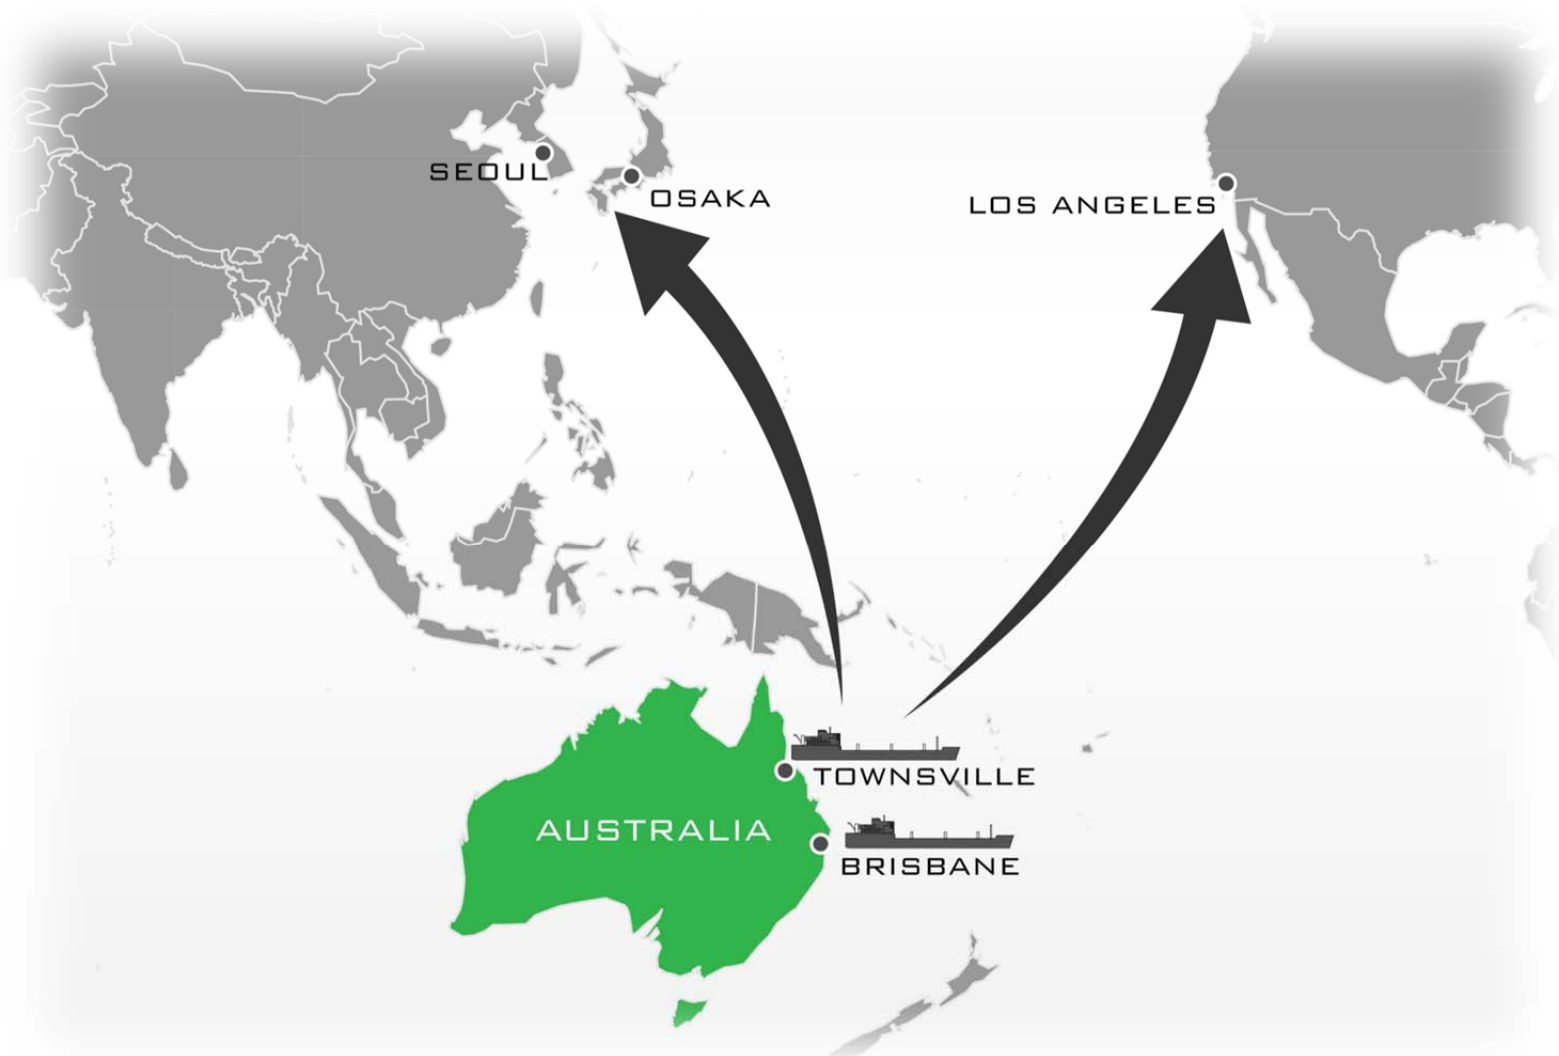 SEOUL
OSAKA
LOS ANGELES
TOWNSVILLE
AUSTRALIA
BRISBANE